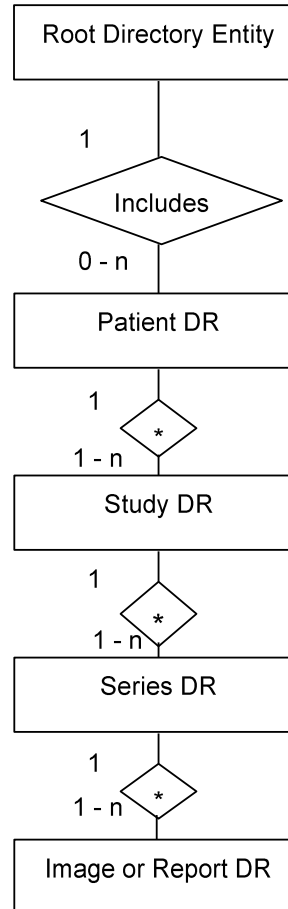 Root Directory Entity
1
Includes
0 - n
Patient DR
1
*
1 - n
Study DR
1
*
1 - n
Series DR
1
*
1 - n
Image or Report DR